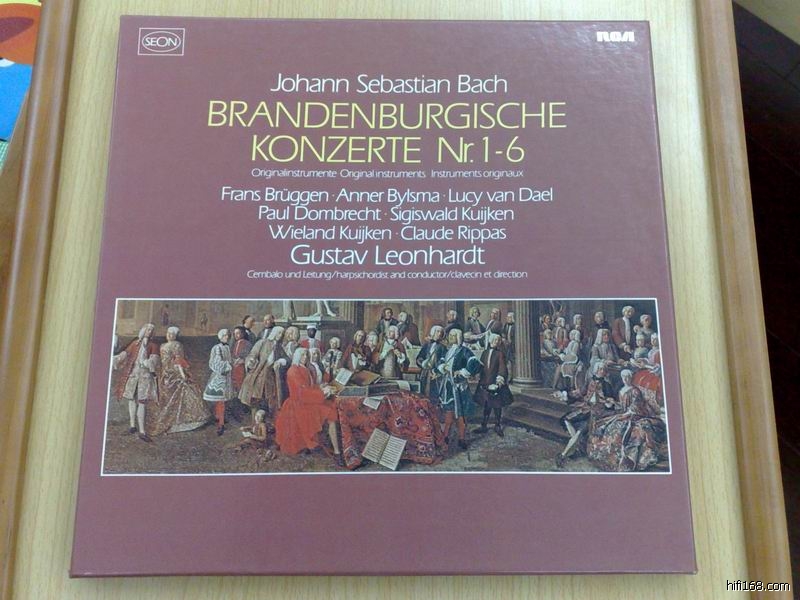 SEON
RCA
Johann Sebastian Bach
BRANDENBURGISCHE
KONZERTE Nr. 1-6
Originalinstrumente Original instruments Instruments originaux
Frans Brüggen · Anner Bylsma · Lucy van Dael
Paul Dombrecht · Sigiswald Kuijken
Wieland Kuijken · Claude Rippas
Gustav Leonhardt
Cembalo und Leitung/harpsichordist and conductor/clavecin et direction
hifi168.com